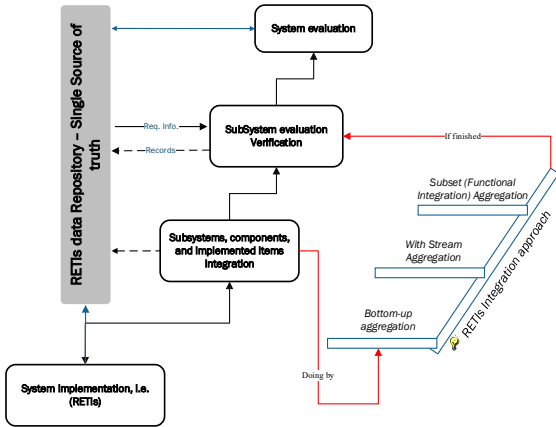 System evaluation
RETIs data Repository – Single Source of
truth
Req. Info.
Records
SubSystem evaluation
Verification
If finished
Subset (Functional
Integration) Aggregation
With Stream
Aggregation
Bottom-up
aggregation
RETIs Integration approach
Subsystems, components,
and implemented items
integration
Doing by
System implementation, i.e.
(RETIs)